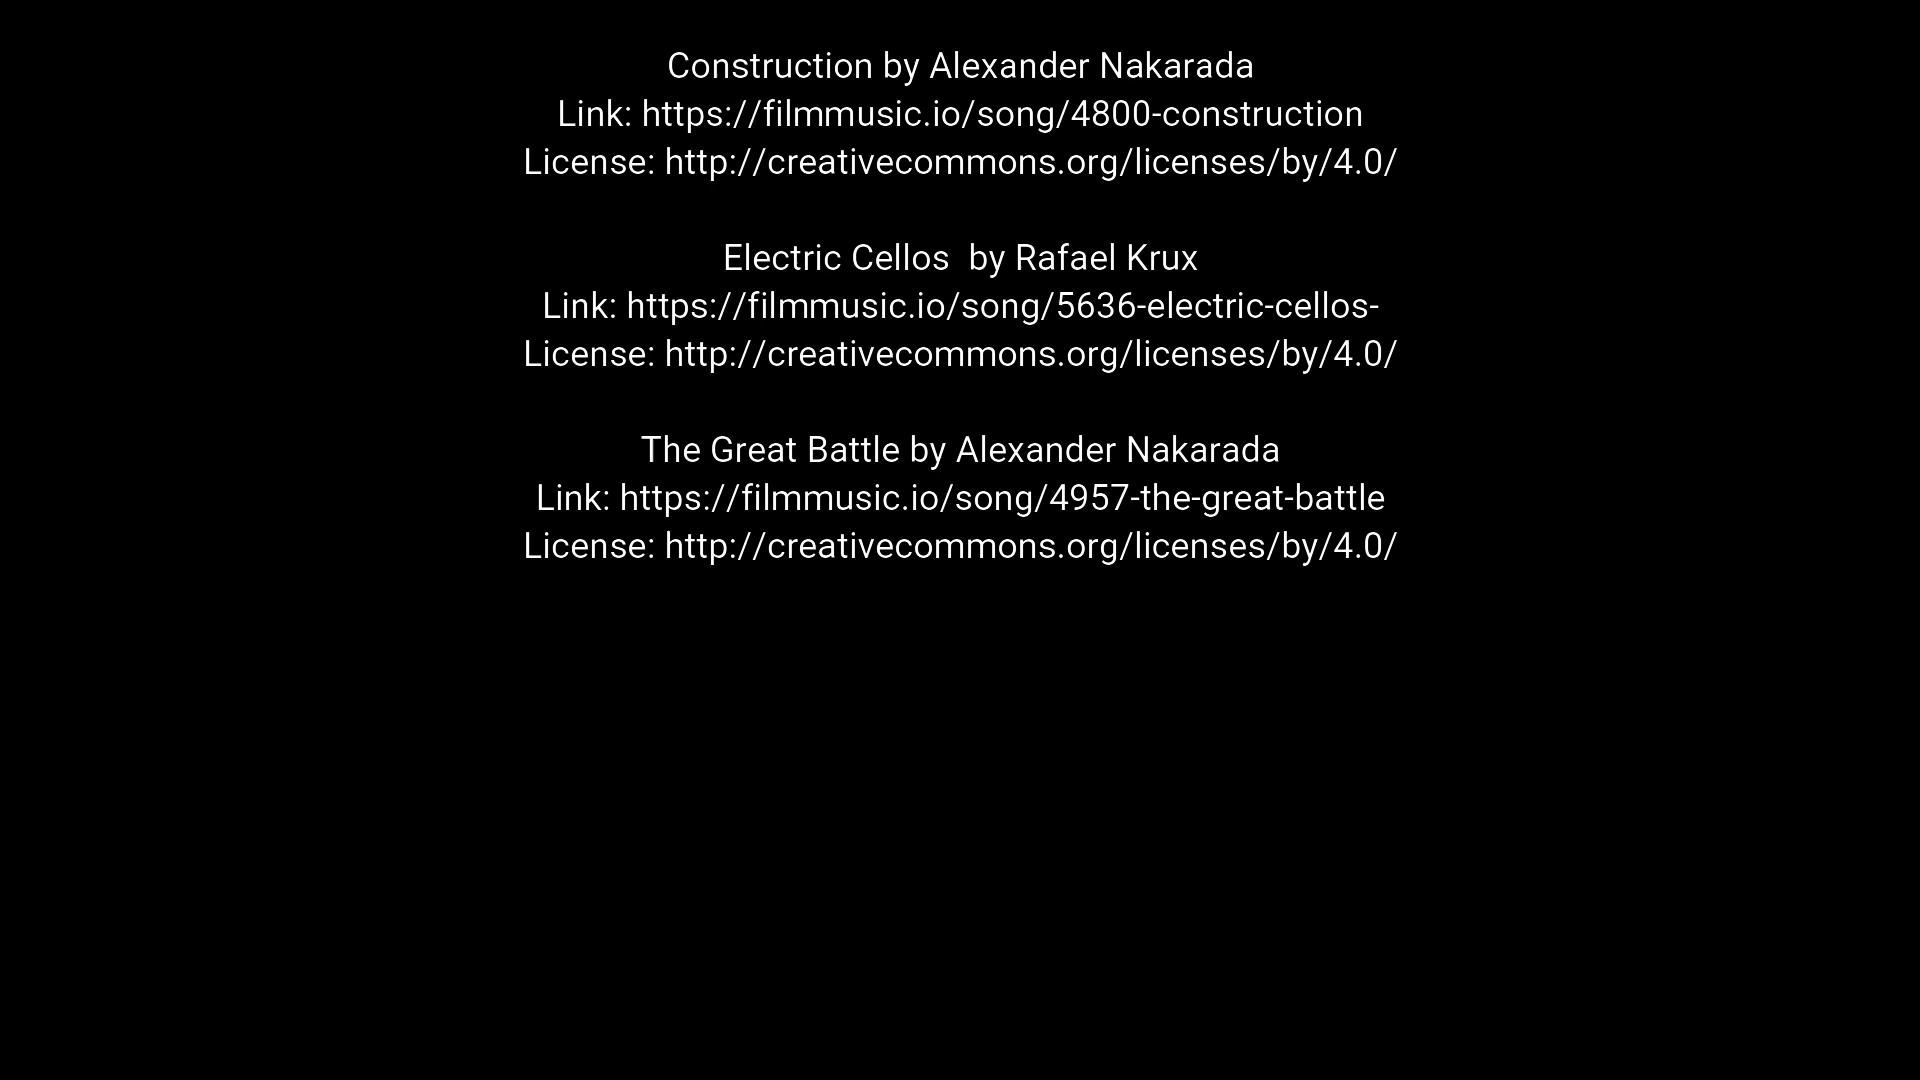 Construction by Alexander Nakarada
Link: https://filmmusic.io/song/4800-construction
License: http://creativecommons.org/licenses/by/4.0/
Electric Cellos  by Rafael Krux
Link: https://filmmusic.io/song/5636-electric-cellos-
License: http://creativecommons.org/licenses/by/4.0/
The Great Battle by Alexander Nakarada
Link: https://filmmusic.io/song/4957-the-great-battle
License: http://creativecommons.org/licenses/by/4.0/